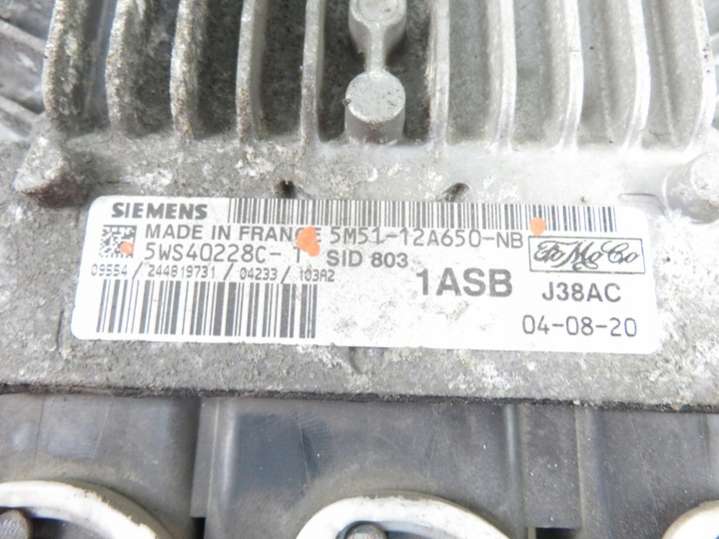 SIEMENS
MADE IN FRANCE 5M51-12A650-NB
5WS40228C-T SID 803
FoMoCo
09554 / 244819731 / 04233 / 103A2
1ASB J38AC
04-08-20